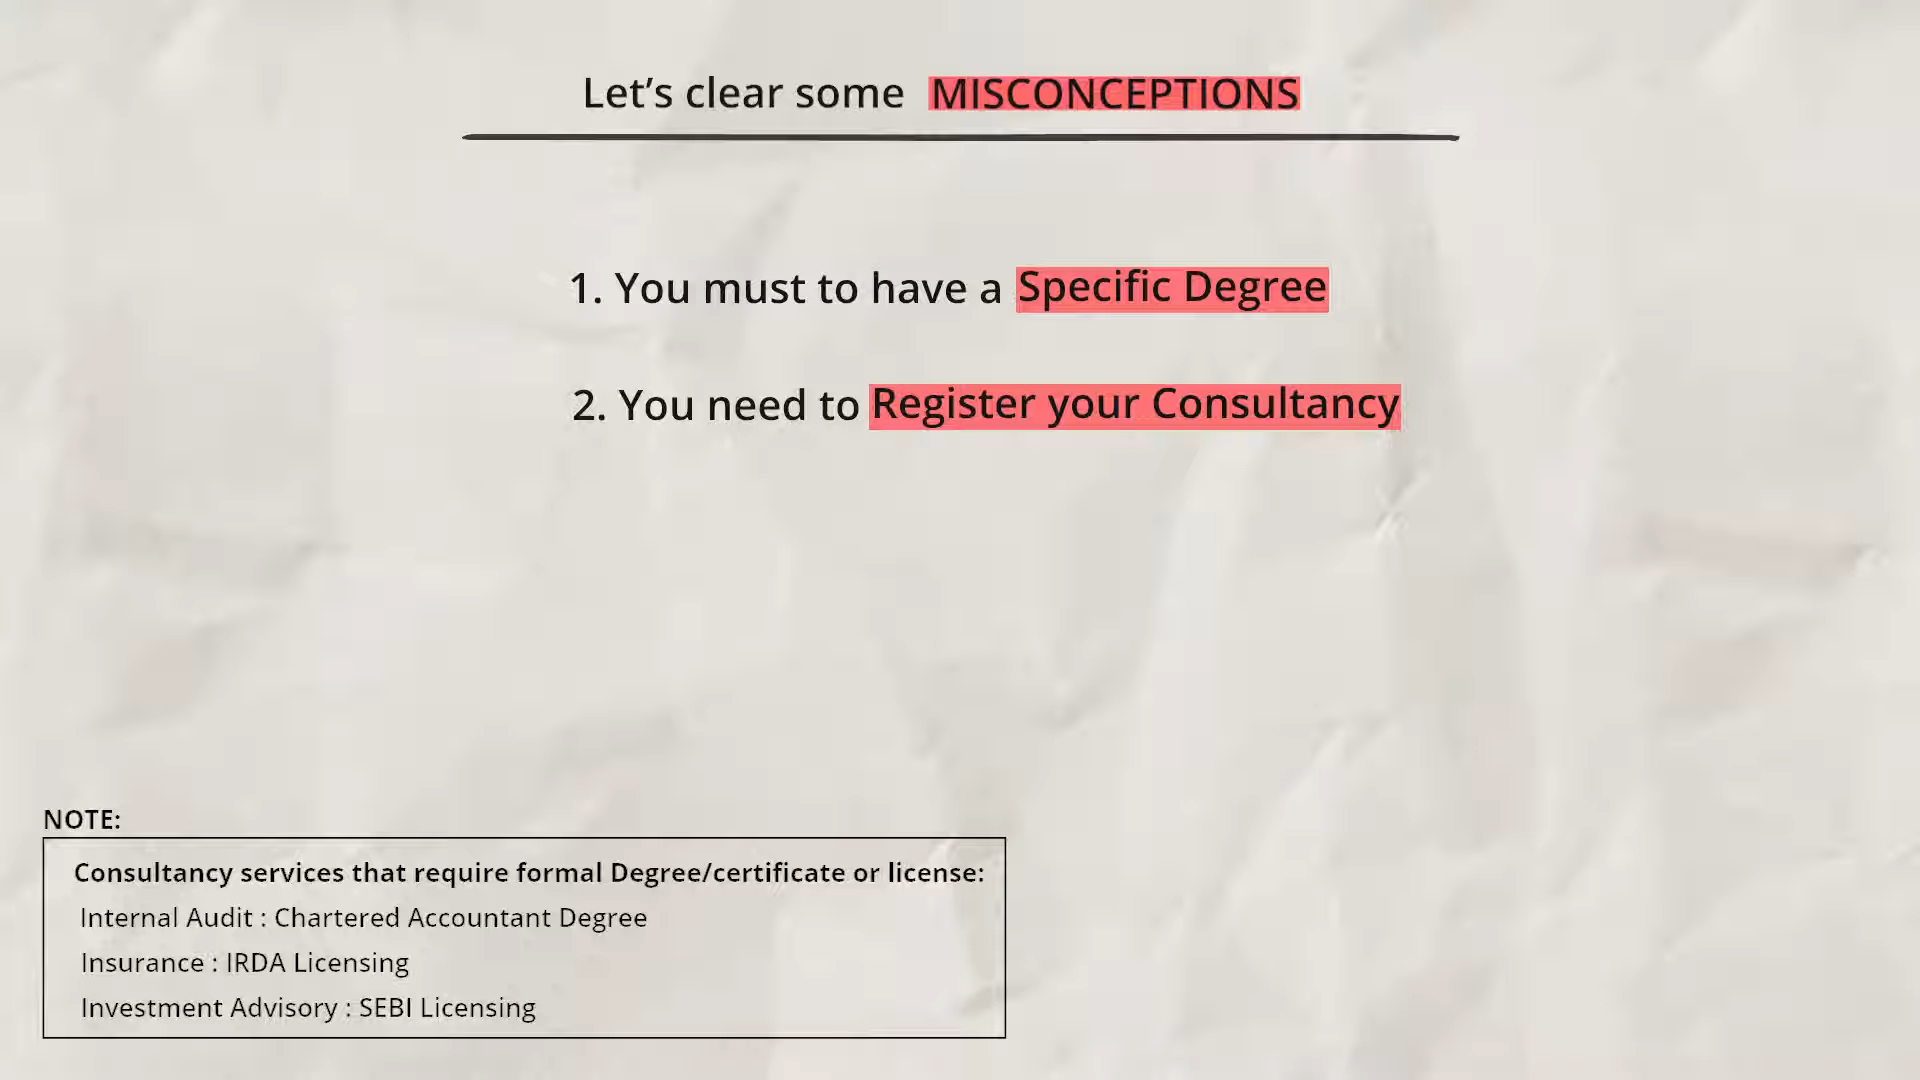 Let’s clear some MISCONCEPTIONS
1. You must to have a Specific Degree
2. You need to Register your Consultancy
NOTE:
Consultancy services that require formal Degree/certificate or license:
Internal Audit : Chartered Accountant Degree
Insurance : IRDA Licensing
Investment Advisory : SEBI Licensing